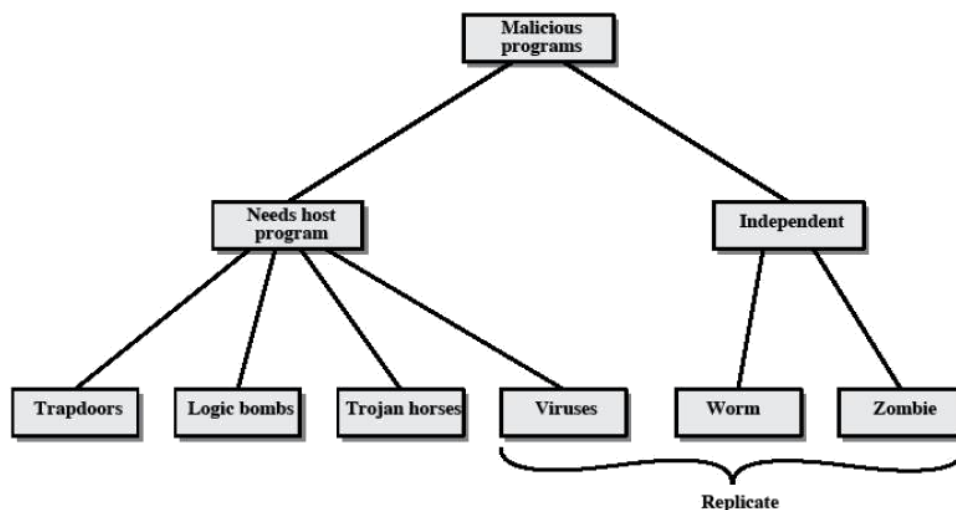 Malicious
programs
Needs host
program
Independent
Trapdoors
Logic bombs
Trojan horses
Viruses
Worm
Zombie
Replicate